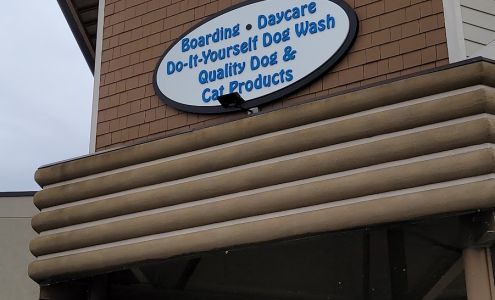 Boarding • Daycare
Do-It-Yourself Dog Wash
Quality Dog &
Cat Products